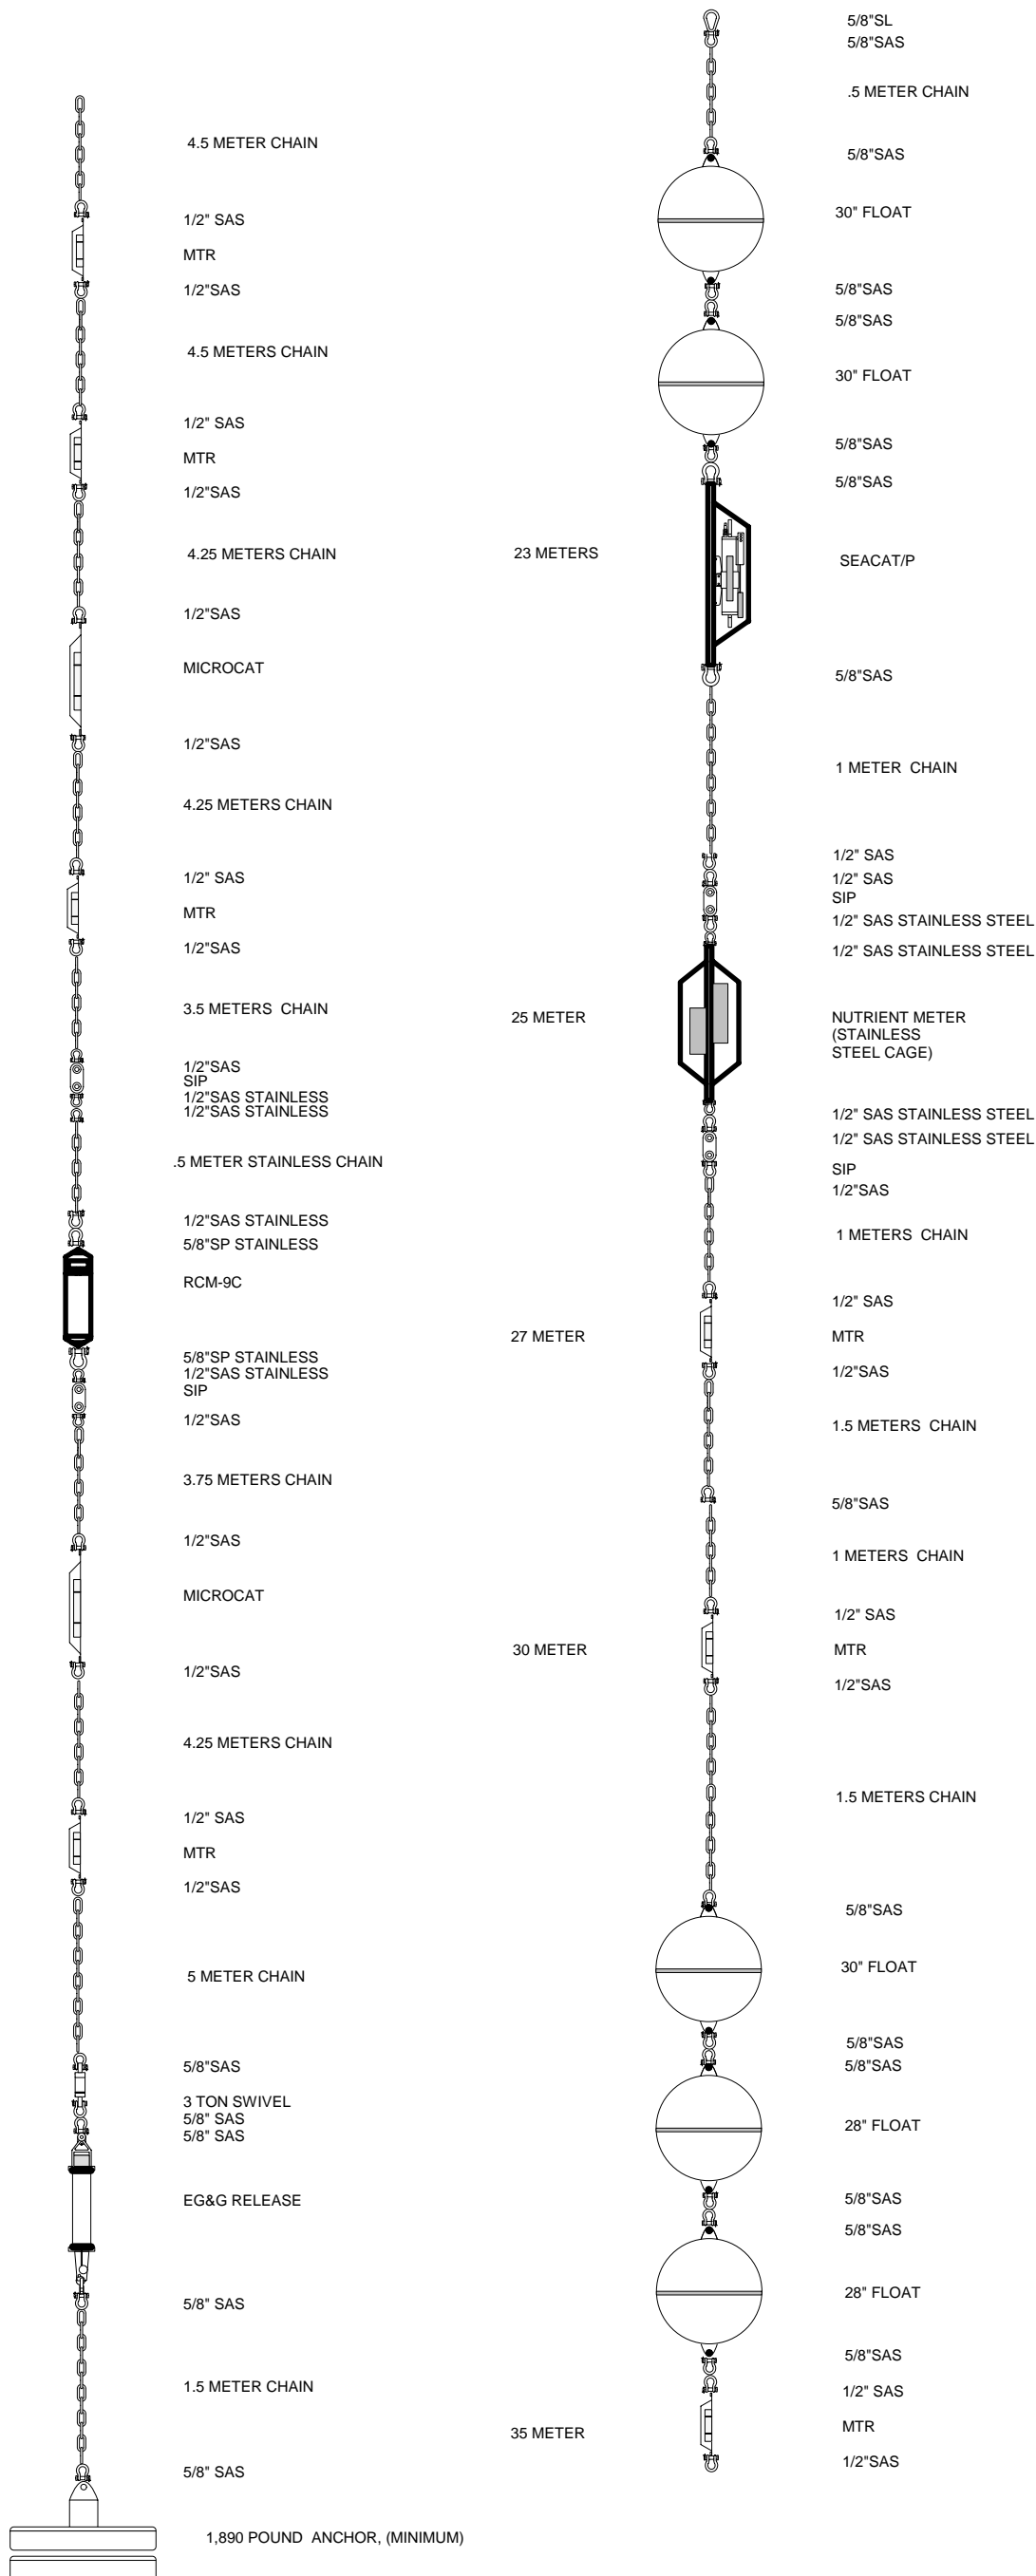 4.5 METER CHAIN
1/2" SAS
MTR
1/2"SAS
4.5 METERS CHAIN
1/2" SAS
MTR
1/2"SAS
4.25 METERS CHAIN
1/2"SAS
MICROCAT
1/2"SAS
4.25 METERS CHAIN
1/2" SAS
MTR
1/2"SAS
3.5 METERS  CHAIN
1/2"SAS
SIP
1/2"SAS STAINLESS
1/2"SAS STAINLESS
.5 METER STAINLESS CHAIN
1/2"SAS STAINLESS
5/8"SP STAINLESS
RCM-9C
5/8"SP STAINLESS
1/2"SAS STAINLESS
SIP
1/2"SAS
3.75 METERS CHAIN
1/2"SAS
MICROCAT
1/2"SAS
4.25 METERS CHAIN
1/2" SAS
MTR
1/2"SAS
5 METER CHAIN
5/8"SAS
3 TON SWIVEL
5/8" SAS
5/8" SAS
EG&G RELEASE
5/8" SAS
1.5 METER CHAIN
5/8" SAS
1,890 POUND  ANCHOR, (MINIMUM)
5/8"SL
5/8"SAS
.5 METER CHAIN
5/8"SAS
30" FLOAT
5/8"SAS
5/8"SAS
30" FLOAT
5/8"SAS
5/8"SAS
23 METERS
SEACAT/P
5/8"SAS
1 METER  CHAIN
1/2" SAS
1/2" SAS
SIP
1/2" SAS STAINLESS STEEL
1/2" SAS STAINLESS STEEL
25 METER
NUTRIENT METER
(STAINLESS
STEEL CAGE)
1/2" SAS STAINLESS STEEL
1/2" SAS STAINLESS STEEL
SIP
1/2"SAS
1 METERS  CHAIN
1/2" SAS
27 METER
MTR
1/2"SAS
1.5 METERS  CHAIN
5/8"SAS
1 METERS  CHAIN
1/2" SAS
30 METER
MTR
1/2"SAS
1.5 METERS CHAIN
5/8"SAS
30" FLOAT
5/8"SAS
5/8"SAS
28" FLOAT
5/8"SAS
5/8"SAS
28" FLOAT
5/8"SAS
1/2" SAS
35 METER
MTR
1/2"SAS